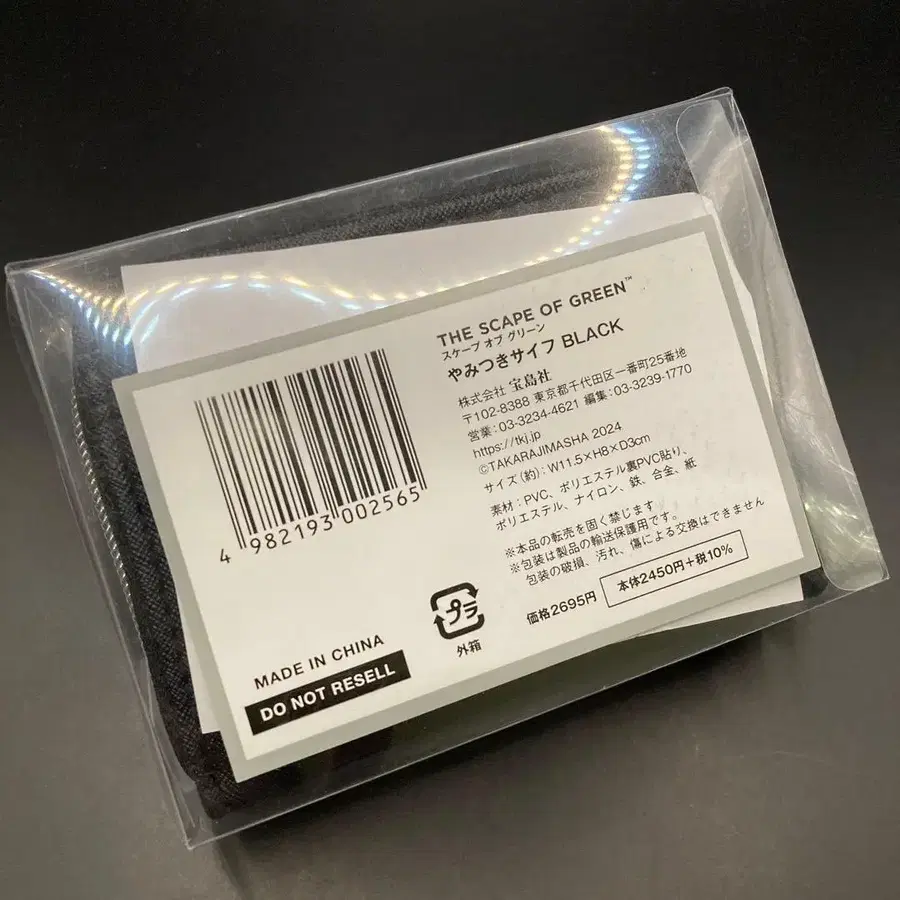 THE SCAPE OF GREEN™
スケープ オブ グリーン
やみつきサイフ BLACK
株式会社 宝島社
〒102-8388 東京都千代田区一番町25番地
営業：03-3234-4621 編集：03-3239-1770
https://tkj.jp
©TAKARAJIMASHA 2024
サイズ（約）：W11.5×H8×D3cm
素材：PVC、ポリエステル裏PVC貼り、
ポリエステル、ナイロン、鉄、合金、紙
※本品の転売を固く禁じます
※包装は製品の輸送保護用です。
包装の破損、汚れ、傷による交換はできません
価格2695円 本体2450円+税10%
4 982193 002565
プラ
外箱
MADE IN CHINA
DO NOT RESELL